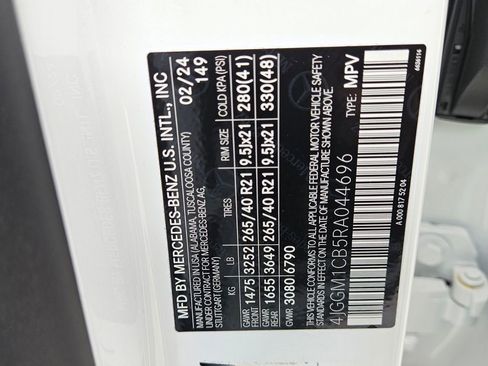 MFD BY MERCEDES-BENZ U.S. INTL., INC
MANUFACTURED IN USA (ALABAMA, TUSCALOOSA COUNTY)
FOR MERCEDES-BENZ AG,
STUTTGART (GERMANY)
02/24
149
KG LB TIRES RIM SIZE COLD KPA (PSI)
GAWR FRONT 1475 3252 265/40 R21 9.5Jx21 280(41)
GAWR REAR 1655 3649 265/40 R21 9.5Jx21 330(48)
GVWR 3080 6790
THIS VEHICLE CONFORMS TO ALL APPLICABLE FEDERAL MOTOR VEHICLE SAFETY
AND THEFT PREVENTION STANDARDS IN EFFECT ON THE DATE OF MANUFACTURE SHOWN ABOVE.
4JGGM1CB5RA044696 TYPE: MPV
A 000 817 52 04